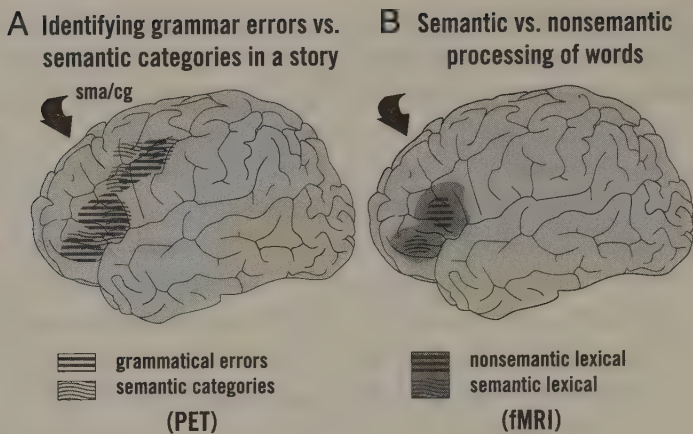 A Identifying grammar errors vs.
semantic categories in a story
sma/cg
grammatical errors
semantic categories
(PET)
B Semantic vs. nonsemantic
processing of words
nonsemantic lexical
semantic lexical
(fMRI)